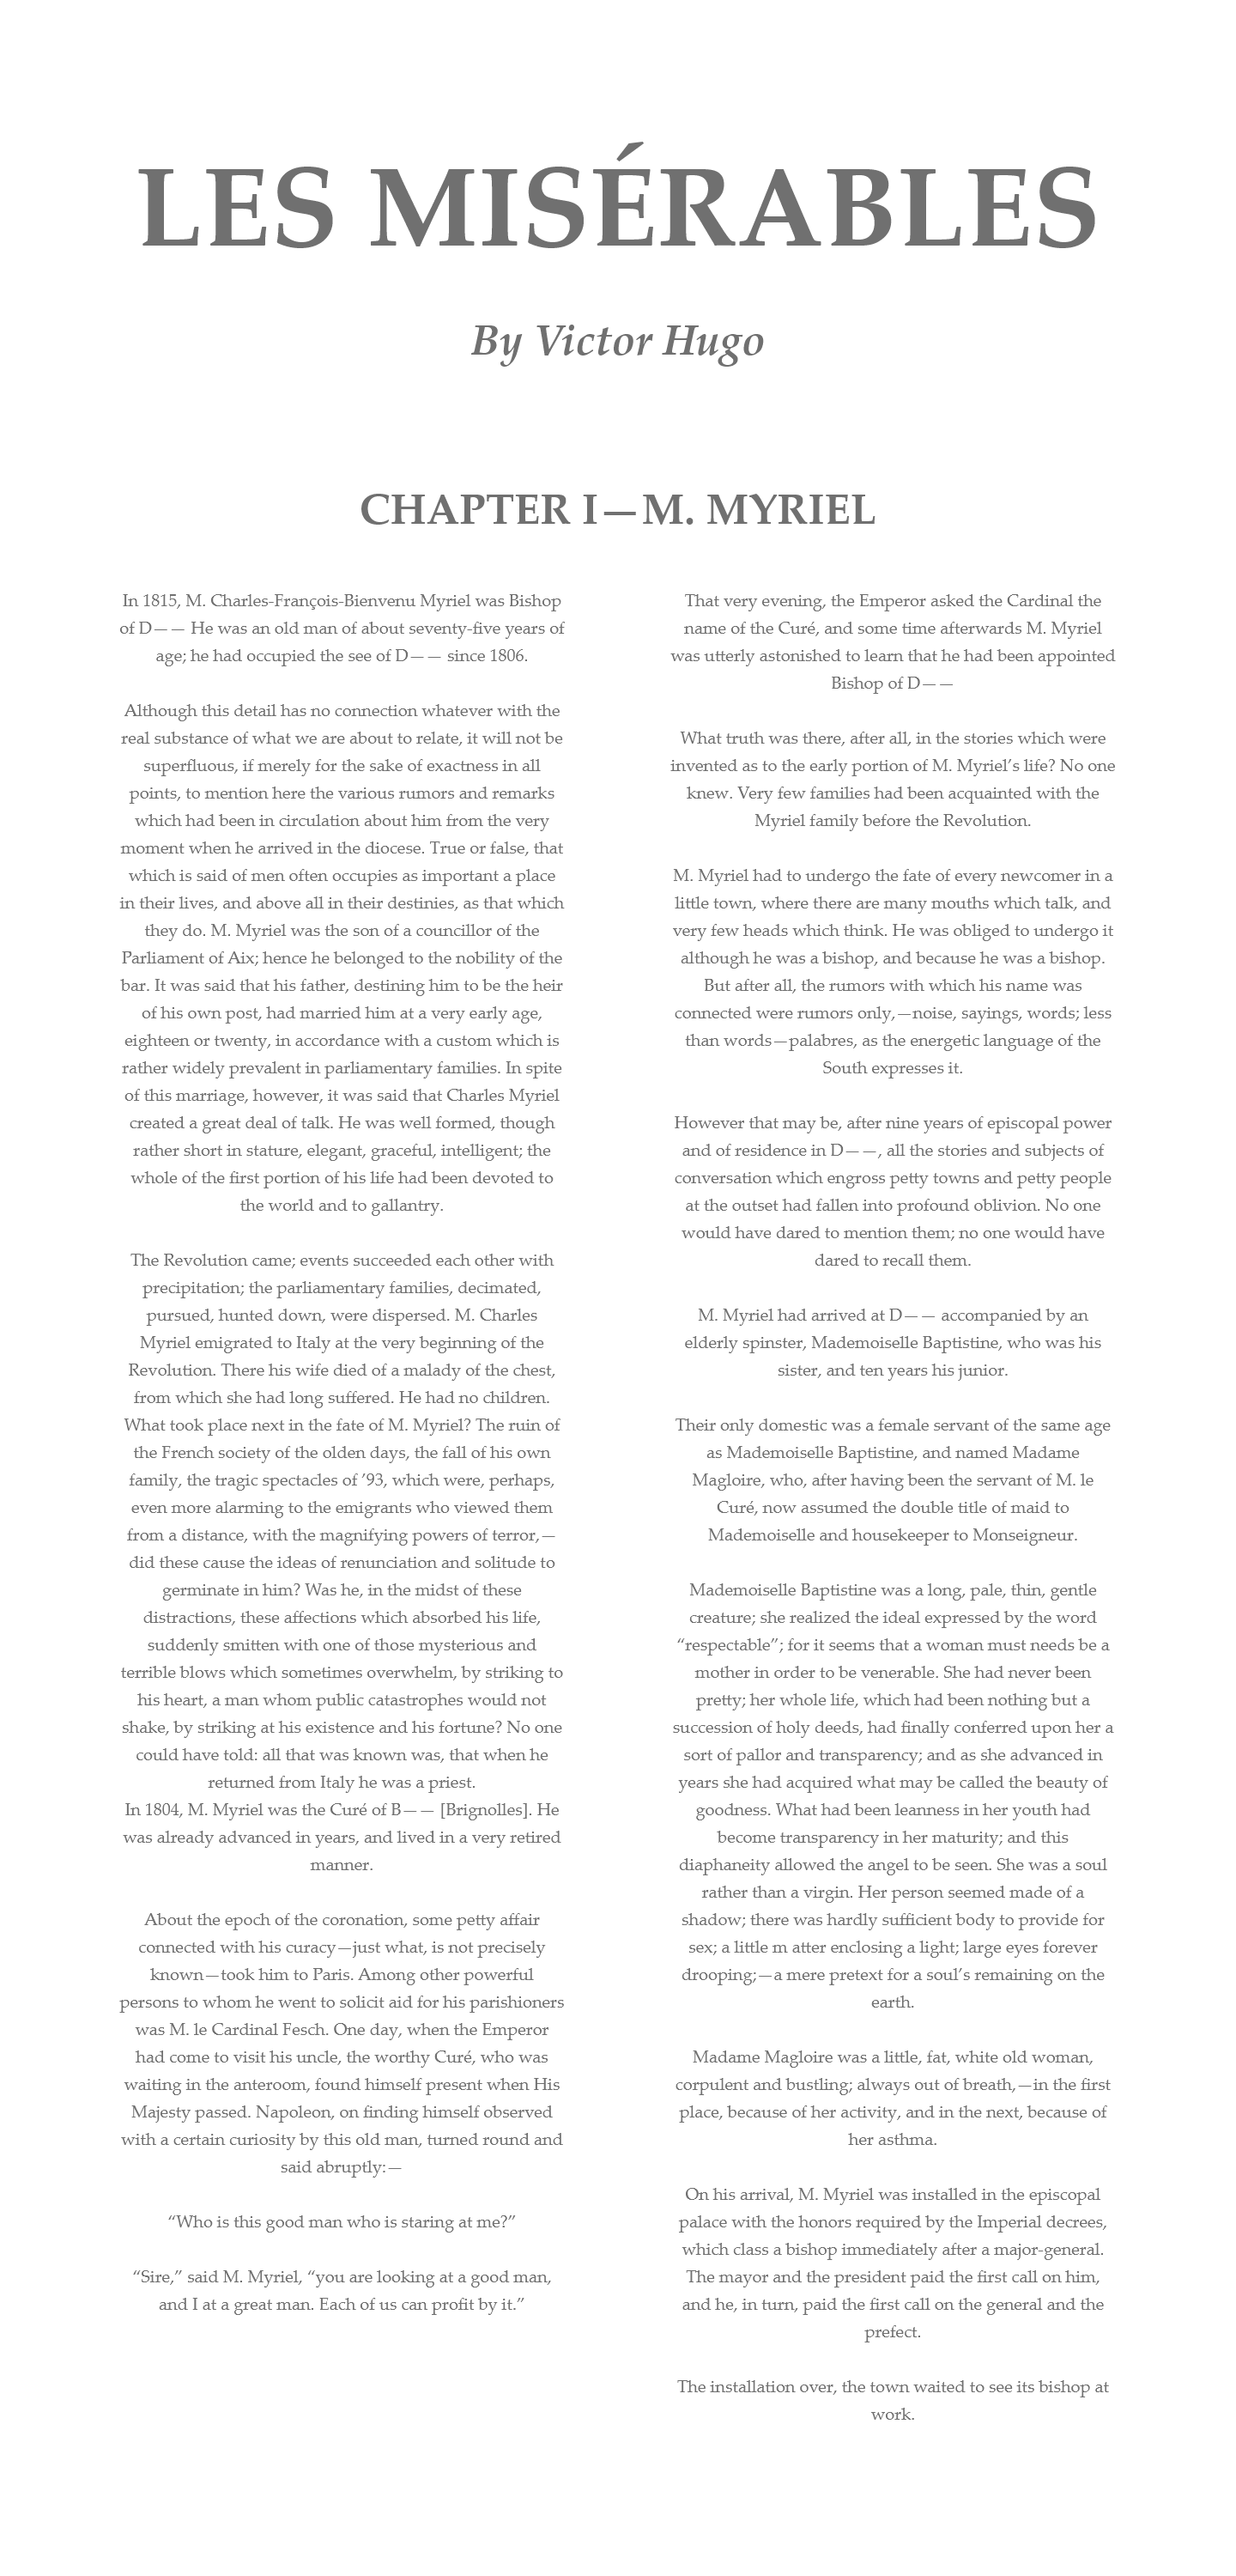 LES MISÉRABLES
By Victor Hugo
CHAPTER I—M. MYRIEL
In 1815, M. Charles-François-Bienvenu Myriel was Bishop
of D—— He was an old man of about seventy-five years of
age; he had occupied the see of D—— since 1806.
Although this detail has no connection whatever with the
real substance of what we are about to relate, it will not be
superfluous, if merely for the sake of exactness in all
points, to mention here the various rumors and remarks
which had been in circulation about him from the very
moment when he arrived in the diocese. True or false, that
which is said of men often occupies as important a place
in their lives, and above all in their destinies, as that which
they do. M. Myriel was the son of a councillor of the
Parliament of Aix; hence he belonged to the nobility of the
bar. It was said that his father, destining him to be the heir
of his own post, had married him at a very early age,
eighteen or twenty, in accordance with a custom which is
rather widely prevalent in parliamentary families. In spite
of this marriage, however, it was said that Charles Myriel
created a great deal of talk. He was well formed, though
rather short in stature, elegant, graceful, intelligent; the
whole of the first portion of his life had been devoted to
the world and to gallantry.
The Revolution came; events succeeded each other with
precipitation; the parliamentary families, decimated,
pursued, hunted down, were dispersed. M. Charles
Myriel emigrated to Italy at the very beginning of the
Revolution. There his wife died of a malady of the chest,
from which she had long suffered. He had no children.
What took place next in the fate of M. Myriel? The ruin of
the French society of the olden days, the fall of his own
family, the tragic spectacles of ’93, which were, perhaps,
even more alarming to the emigrants who viewed them
from a distance, with the magnifying powers of terror,—
did these cause the ideas of renunciation and solitude to
germinate in him? Was he, in the midst of these
distractions, these affections which absorbed his life,
suddenly smitten with one of those mysterious and
terrible blows which sometimes overwhelm, by striking to
his heart, a man whom public catastrophes would not
shake, by striking at his existence and his fortune? No one
could have told: all that was known was, that when he
returned from Italy he was a priest.
In 1804, M. Myriel was the Curé of B—— [Brignolles]. He
was already advanced in years, and lived in a very retired
manner.
About the epoch of the coronation, some petty affair
connected with his curacy—just what, is not precisely
known—took him to Paris. Among other powerful
persons to whom he went to solicit aid for his parishioners
was M. le Cardinal Fesch. One day, when the Emperor
had come to visit his uncle, the worthy Curé, who was
waiting in the anteroom, found himself present when His
Majesty passed. Napoleon, on finding himself observed
with a certain curiosity by this old man, turned round and
said abruptly:—
“Who is this good man who is staring at me?”
“Sire,” said M. Myriel, “you are looking at a good man,
and I at a great man. Each of us can profit by it.”
That very evening, the Emperor asked the Cardinal the
name of the Curé, and some time afterwards M. Myriel
was utterly astonished to learn that he had been appointed
Bishop of D——
What truth was there, after all, in the stories which were
invented as to the early portion of M. Myriel’s life? No one
knew. Very few families had been acquainted with the
Myriel family before the Revolution.
M. Myriel had to undergo the fate of every newcomer in a
little town, where there are many mouths which talk, and
very few heads which think. He was obliged to undergo it
although he was a bishop, and because he was a bishop.
But after all, the rumors with which his name was
connected were rumors only,—noise, sayings, words; less
than words—palabres, as the energetic language of the
South expresses it.
However that may be, after nine years of episcopal power
and of residence in D——, all the stories and subjects of
conversation which engross petty towns and petty people
at the outset had fallen into profound oblivion. No one
would have dared to mention them; no one would have
dared to recall them.
M. Myriel had arrived at D—— accompanied by an
elderly spinster, Mademoiselle Baptistine, who was his
sister, and ten years his junior.
Their only domestic was a female servant of the same age
as Mademoiselle Baptistine, and named Madame
Magloire, who, after having been the servant of M. le
Curé, now assumed the double title of maid to
Mademoiselle and housekeeper to Monseigneur.
Mademoiselle Baptistine was a long, pale, thin, gentle
creature; she realized the ideal expressed by the word
“respectable”; for it seems that a woman must needs be a
mother in order to be venerable. She had never been
pretty; her whole life, which had been nothing but a
succession of holy deeds, had finally conferred upon her a
sort of pallor and transparency; and as she advanced in
years she had acquired what may be called the beauty of
goodness. What had been leanness in her youth had
become transparency in her maturity; and this
diaphaneity allowed the angel to be seen. She was a soul
rather than a virgin. Her person seemed made of a
shadow; there was hardly sufficient body to provide for
sex; a little m atter enclosing a light; large eyes forever
drooping;—a mere pretext for a soul’s remaining on the
earth.
Madame Magloire was a little, fat, white old woman,
corpulent and bustling; always out of breath,—in the first
place, because of her activity, and in the next, because of
her asthma.
On his arrival, M. Myriel was installed in the episcopal
palace with the honors required by the Imperial decrees,
which class a bishop immediately after a major-general.
The mayor and the president paid the first call on him,
and he, in turn, paid the first call on the general and the
prefect.
The installation over, the town waited to see its bishop at
work.